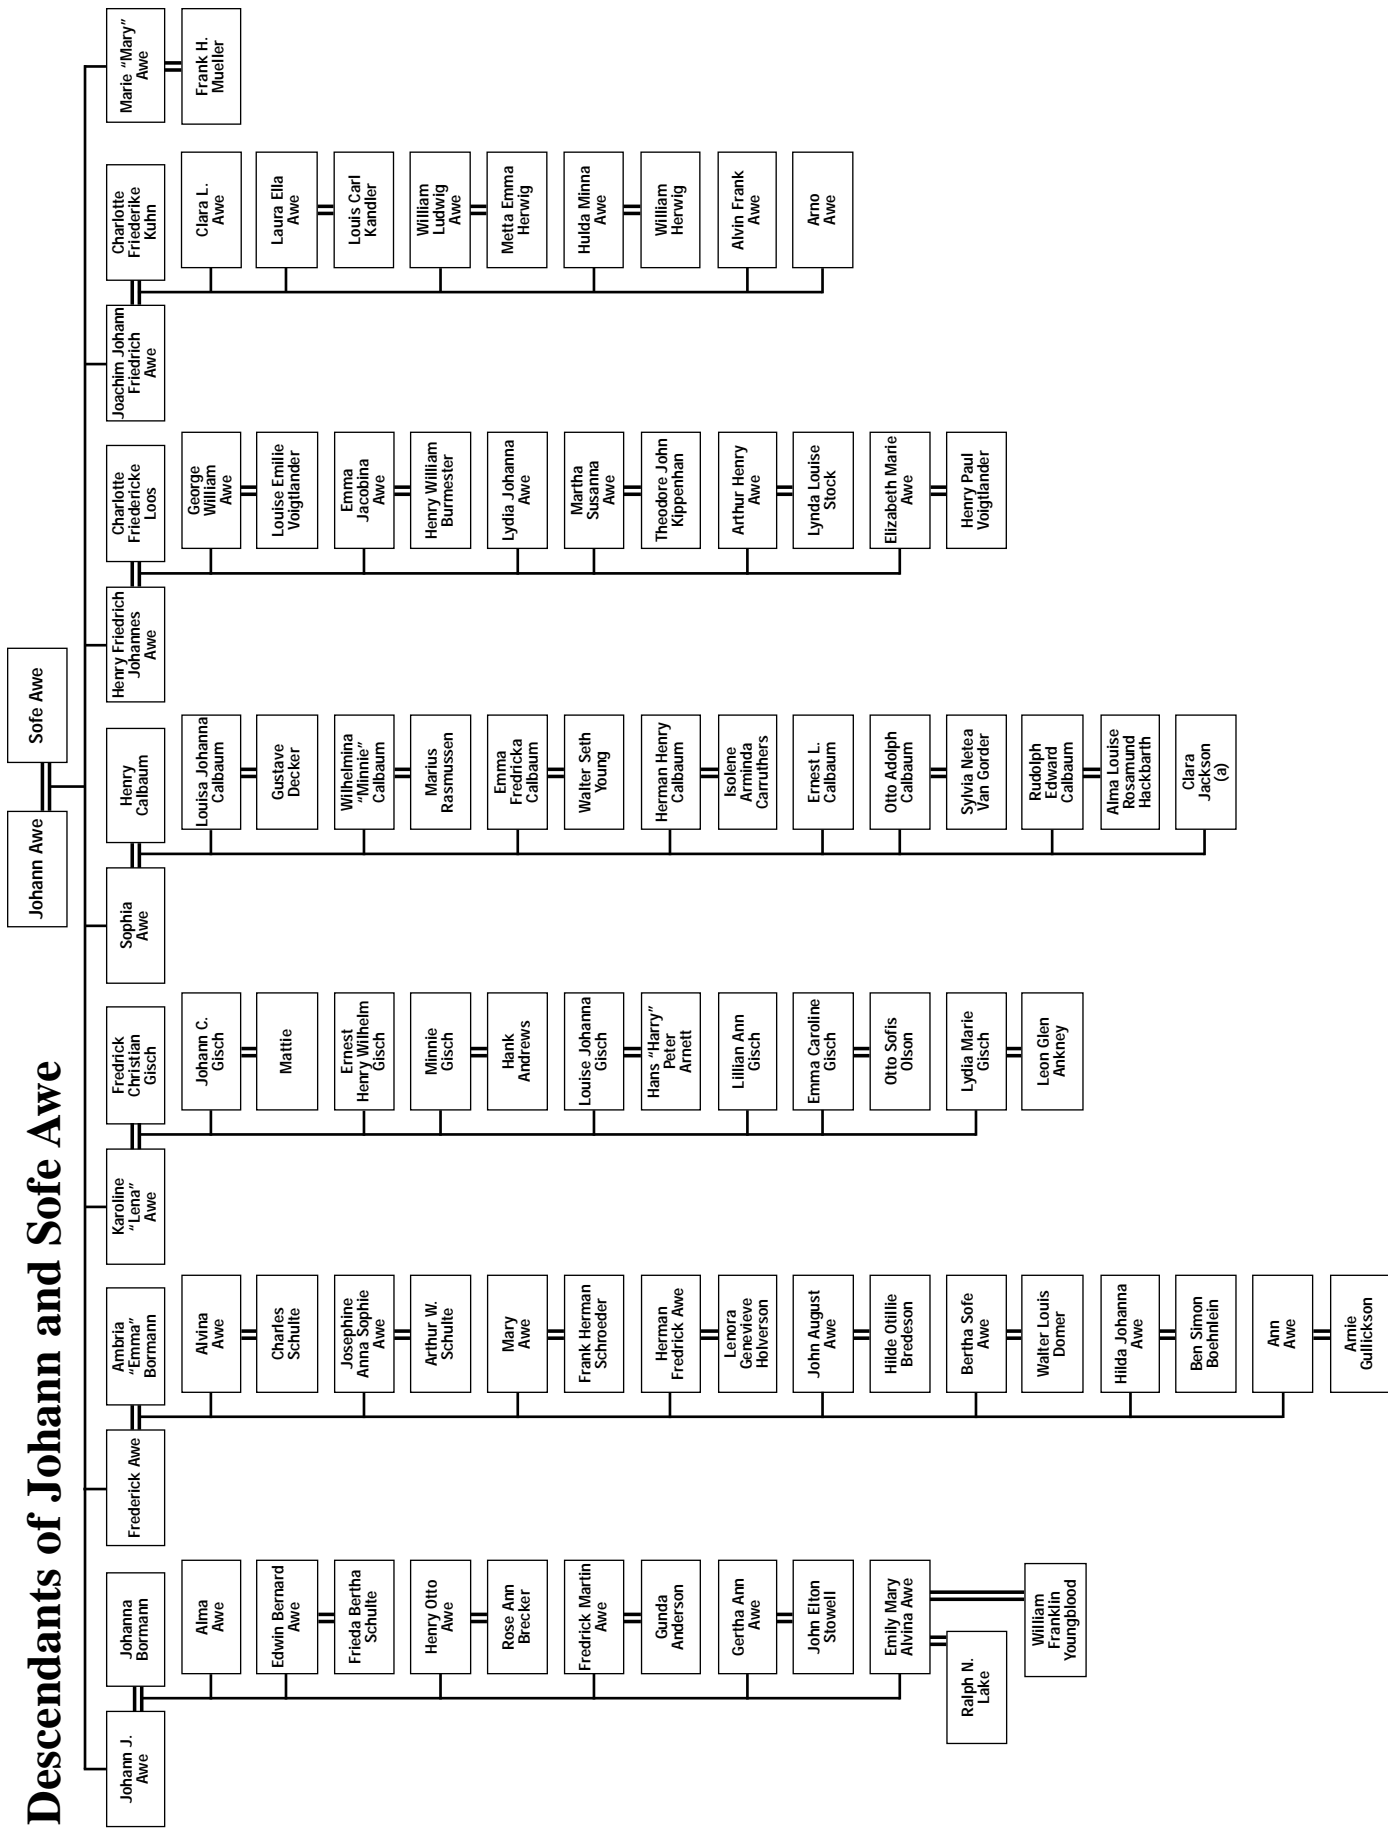 Descendants of Johann and Sofe Awe
Johann Awe
Sofe Awe
Johann J.
Awe
Johanna
Bormann
Alma
Awe
Edwin Bernard
Awe
Frieda Bertha
Schulte
Henry Otto
Awe
Rose Ann
Brecker
Fredrick Martin
Awe
Gunda
Anderson
Gertha Ann
Awe
John Elton
Stowell
Emily Mary
Alvina Awe
Ralph N.
Lake
William
Franklin
Youngblood
Frederick Awe
Ambria
“Emma”
Bormann
Alvina
Awe
Charles
Schulte
Josephine
Anna Sophie
Awe
Arthur W.
Schulte
Mary
Awe
Frank Herman
Schroeder
Herman
Fredrick Awe
Lenora
Genevieve
Holverson
John August
Awe
Hilde Otillie
Bredeson
Bertha Sofe
Awe
Walter Louis
Domer
Hilda Johanna
Awe
Ben Simon
Boehnlein
Ann
Awe
Arnie
Gullickson
Karoline
“Lena”
Awe
Fredrick
Christian
Gisch
Johann C.
Gisch
Mattie
Ernest
Henry Wilhelm
Gisch
Minnie
Gisch
Hank
Andrews
Louise Johanna
Gisch
Hans “Harry”
Peter
Arnett
Lillian Ann
Gisch
Emma Caroline
Gisch
Otto Sofis
Olson
Lydia Marie
Gisch
Leon Glen
Ankney
Sophia
Awe
Henry
Calbaum
Louisa Johanna
Calbaum
Gustave
Decker
Wilhelmina
“Minnie”
Calbaum
Marius
Rasmussen
Emma
Fredricka
Calbaum
Walter Seth
Young
Herman Henry
Calbaum
Isolene
Arminda
Carruthers
Ernest L.
Calbaum
Otto Adolph
Calbaum
Sylvia Netea
Van Gorder
Rudolph
Edward
Calbaum
Alma Louise
Rosamund
Hackbarth
Clara
Jackson
(a)
Henry Friedrich
Johannes
Awe
Charlotte
Friedericke
Loos
George
William
Awe
Louise Emilie
Voigtlander
Emma
Jacobina
Awe
Henry William
Burmester
Lydia Johanna
Awe
Martha
Susanna
Awe
Theodore John
Kippenhan
Arthur Henry
Awe
Lynda Louise
Stock
Elizabeth Marie
Awe
Henry Paul
Voigtlander
Joachim Johann
Friedrich
Awe
Charlotte
Friederike
Kuhn
Clara L.
Awe
Laura Ella
Awe
Louis Carl
Kandler
William
Ludwig
Awe
Metta Emma
Herwig
Hulda Minna
Awe
William
Herwig
Alvin Frank
Awe
Arno
Awe
Marie “Mary”
Awe
Frank H.
Mueller